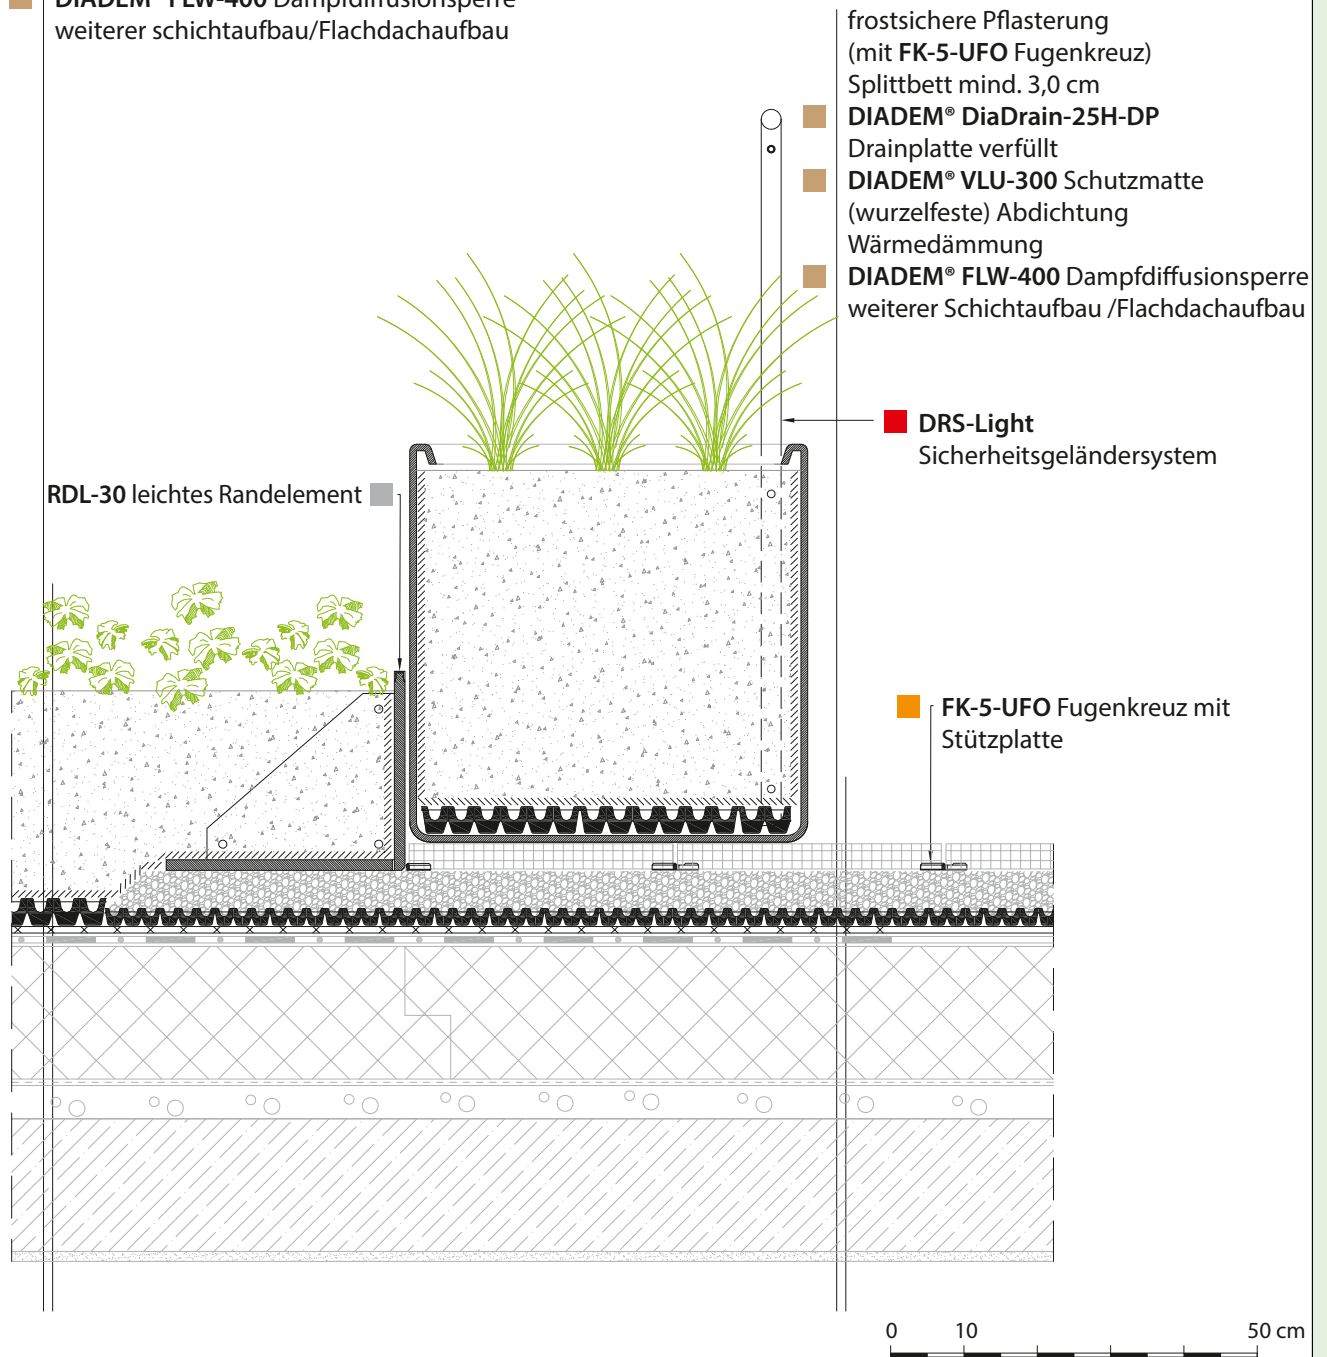 DIADEM® FLW-400 Dampfdiffusionsperre
weiterer schichtaufbau/Flachdachaufbau
frostsichere Pflasterung
(mit FK-5-UFO Fugenkreuz)
Splittbett mind. 3,0 cm
DIADEM® DiaDrain-25H-DP
Drainplatte verfüllt
DIADEM® VLU-300 Schutzmatte
(wurzelfeste) Abdichtung
Wärmedämmung
DIADEM® FLW-400 Dampfdiffusionsperre
weiterer Schichtaufbau /Flachdachaufbau
DRS-Light
Sicherheitsgeländersystem
RDL-30 leichtes Randelement
FK-5-UFO Fugenkreuz mit
Stützplatte
0 10 50 cm